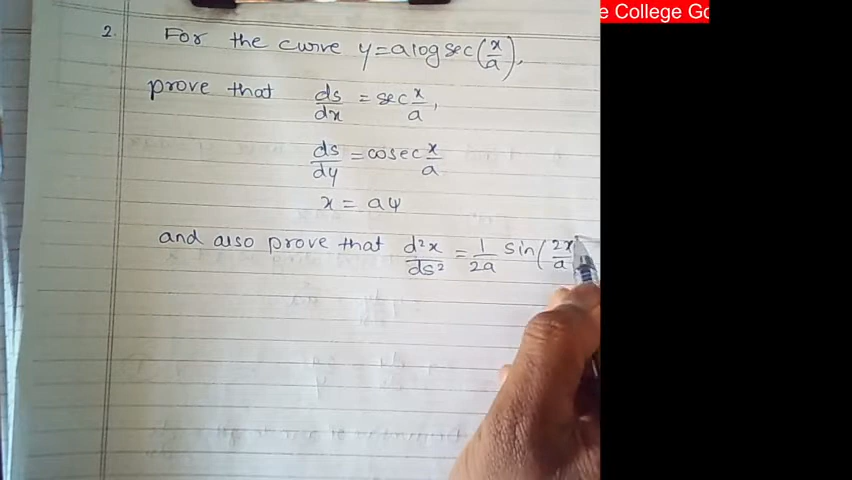 e College Go
2. For the curve y = a log sec(x/a),
prove that ds/dx = sec x/a,
ds/dy = cosec x/a
x = aψ
and also prove that d²x/ds² = 1/2a sin(2x/a